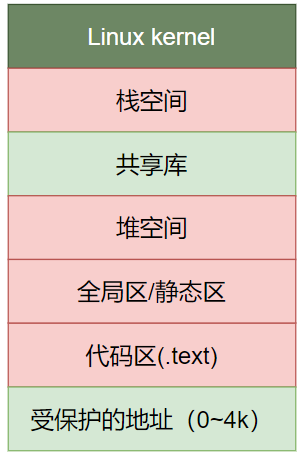 Linux kernel
栈空间
共享库
堆空间
全局区/静态区
代码区(.text)
受保护的地址（0~4k）